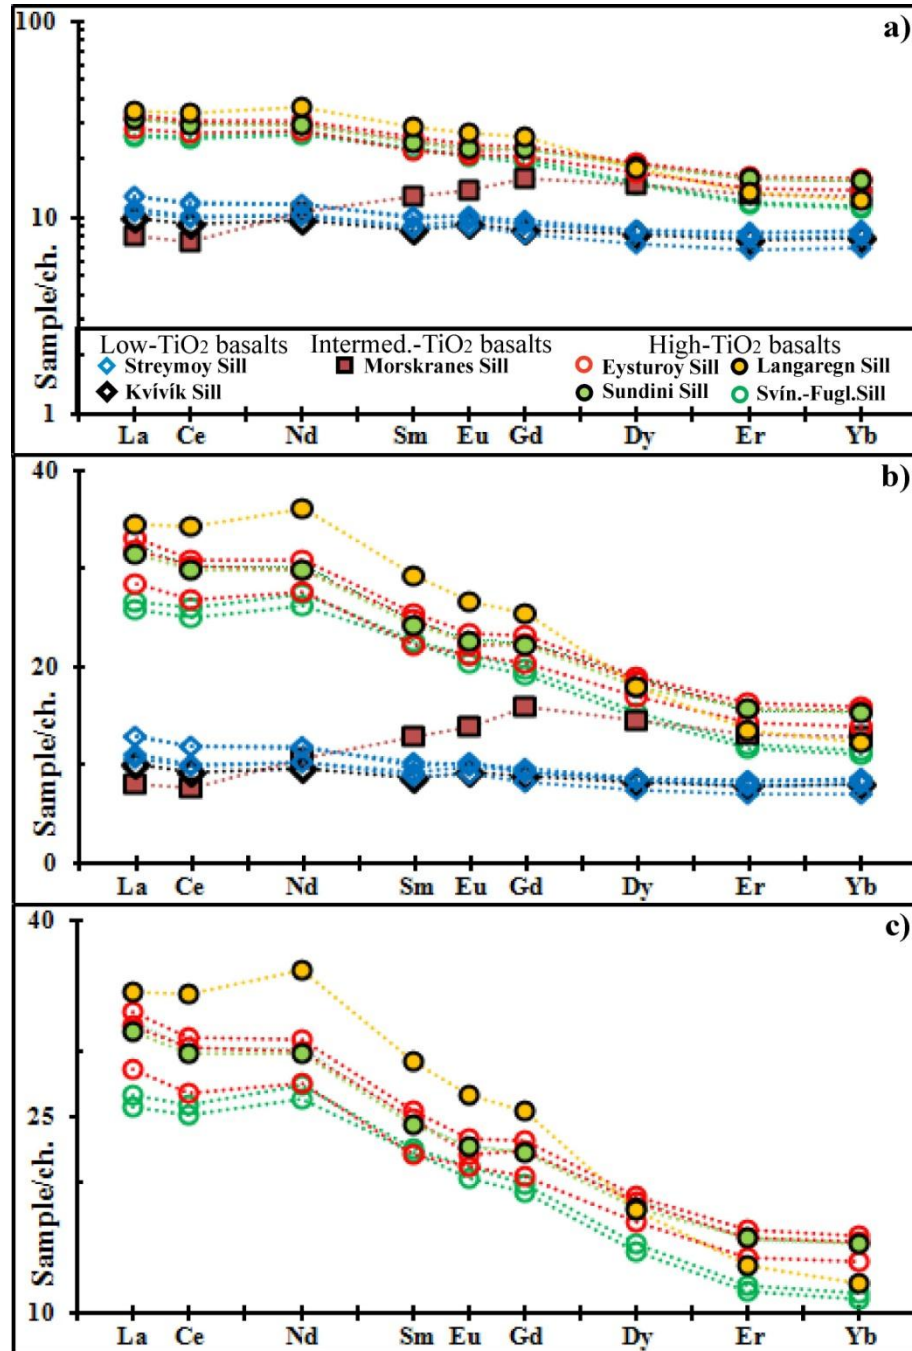 100
a)
10
Sample/ch.
Low-TiO2 basalts Intermed.-TiO2 basalts High-TiO2 basalts
Streymoy Sill Morskranes Sill Eysturoy Sill Langaregn Sill
Kvívík Sill Sundini Sill Svín.-Fugl.Sill
1
La Ce Nd Sm Eu Gd Dy Er Yb
40
b)
20
Sample/ch.
0
La Ce Nd Sm Eu Gd Dy Er Yb
40
c)
25
Sample/ch.
10
La Ce Nd Sm Eu Gd Dy Er Yb